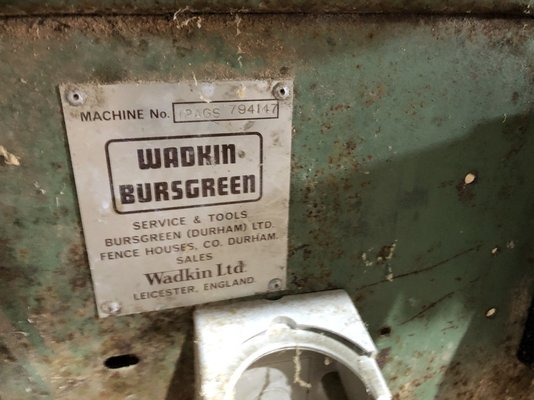 MACHINE No. 12AGS 794147
WADKIN
BURSGREEN
SERVICE & TOOLS
BURSGREEN (DURHAM) LTD.
FENCE HOUSES, CO. DURHAM.
SALES
Wadkin Ltd
LEICESTER, ENGLAND